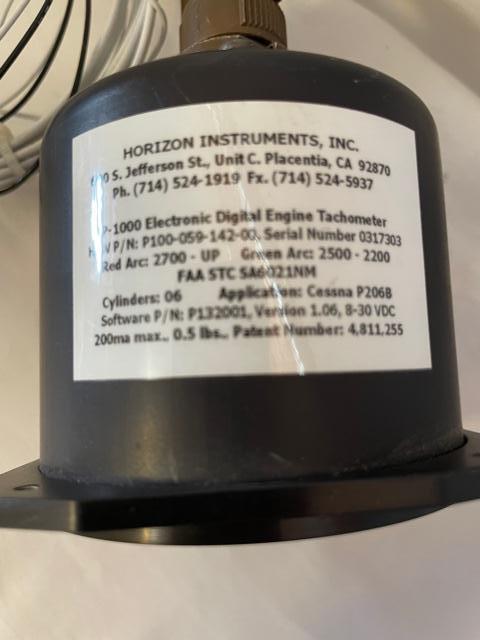 HORIZON INSTRUMENTS, INC.
S. Jefferson St., Unit C. Placentia, CA 92870
Ph. (714) 524-1919 Fx. (714) 524-5937
P-1000 Electronic Digital Engine Tachometer
P/N: P100-059-142-00, Serial Number 0317303
Red Arc: 2700 - UP Green Arc: 2500 - 2200
FAA STC SA6021NM
Cylinders: 06 Application: Cessna P206B
Software P/N: P132001, Version 1.06, 8-30 VDC
200ma max., 0.5 lbs., Patent Number: 4,811,255